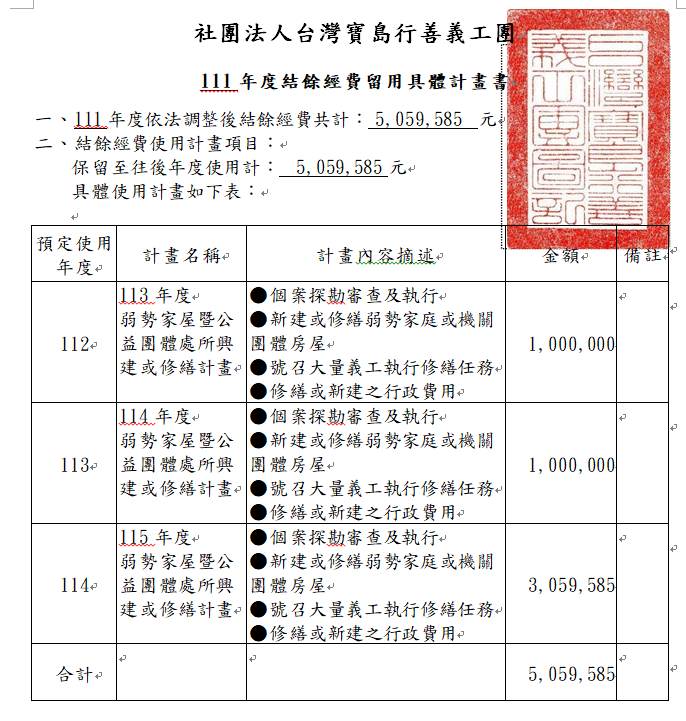 社團法人台灣寶島行善義工團
111年度結餘經費留用具體計畫書
一、111年度依法調整後結餘經費共計：5,059,585 元
二、結餘經費使用計畫項目：
保留至往後年度使用計：5,059,585 元
具體使用計畫如下表：
預定使用
年度
計畫名稱
計畫內容摘述
金額
備註
112
113年度
弱勢家屋暨公
益團體處所興
建或修繕計畫
●個案探勘審查及執行
●新建或修繕弱勢家庭或機關
團體房屋
●號召大量義工執行修繕任務
●修繕或新建之行政費用
1,000,000
113
114年度
弱勢家屋暨公
益團體處所興
建或修繕計畫
●個案探勘審查及執行
●新建或修繕弱勢家庭或機關
團體房屋
●號召大量義工執行修繕任務
●修繕或新建之行政費用
1,000,000
114
115年度
弱勢家屋暨公
益團體處所興
建或修繕計畫
●個案探勘審查及執行
●新建或修繕弱勢家庭或機關
團體房屋
●號召大量義工執行修繕任務
●修繕或新建之行政費用
3,059,585
合計
5,059,585